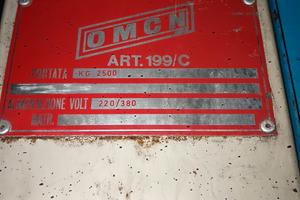 OMCN
ART. 199/C
PORTATA KG 2500
ALIMENTAZIONE VOLT 220/380
MATR.